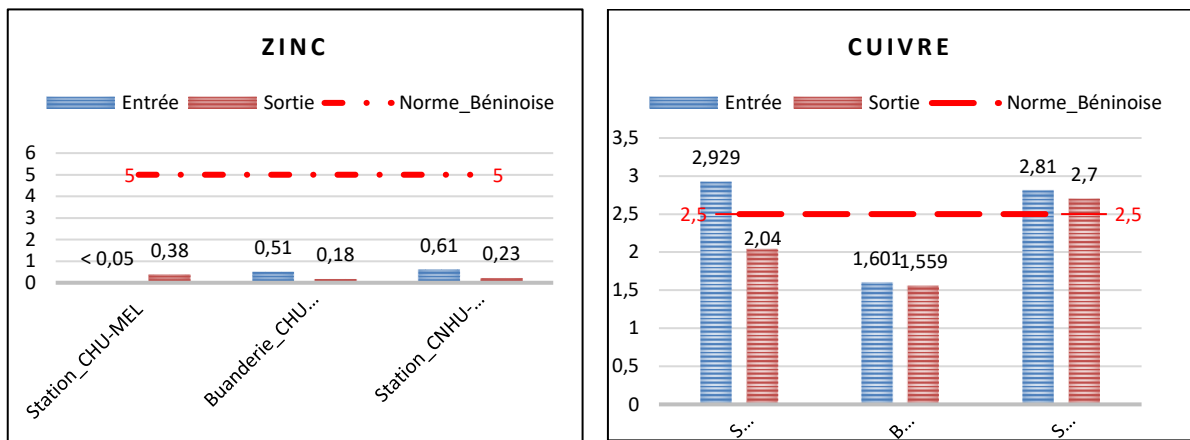 ZINC
Entrée Sortie Norme_Béninoise
6
5
4
3
2
1
0
5 5
< 0,05 0,38 0,51 0,18 0,61 0,23
Station_CHU-MEL
Buanderie_CHU...
Station_CNHU-...
CUIVRE
Entrée Sortie Norme_Béninoise
3,5
3
2,5
2
1,5
1
0,5
0
2,929 2,04 1,601 1,559 2,81 2,7
2,5 2,5
S... B... S...